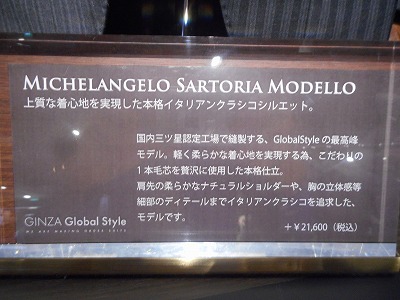 MICHELANGELO SARTORIA MODELLO
上質な着心地を実現した本格イタリアンクラシコシルエット。
国内三ツ星認定工場で縫製する、GlobalStyleの最高峰
モデル。軽く柔らかな着心地を実現する為、こだわりの
1本毛芯を贅沢に使用した本格仕立。
肩先の柔らかなナチュラルショルダーや、胸の立体感等
細部のディテールまでイタリアンクラシコを追求した、
モデルです。
GINZA Global Style
WE ARE MAKING ORDER SUITS
+¥21,600(税込)